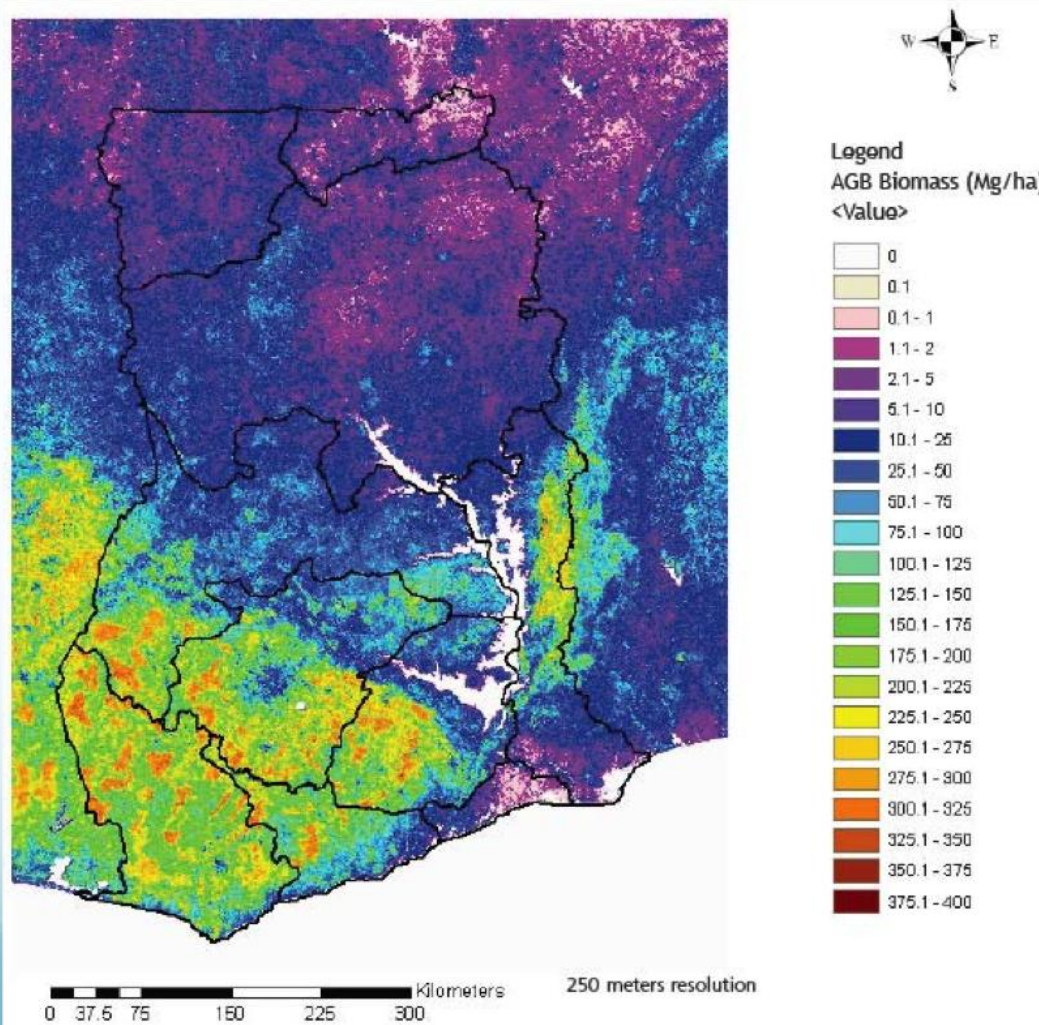 W E
S
Legend
AGB Biomass (Mg/ha)
<Value>
0
0.1
0.1 - 1
1.1 - 2
2.1 - 5
5.1 - 10
10.1 - 25
25.1 - 50
50.1 - 75
75.1 - 100
100.1 - 125
125.1 - 150
150.1 - 175
175.1 - 200
200.1 - 225
225.1 - 250
250.1 - 275
275.1 - 300
300.1 - 325
325.1 - 350
350.1 - 375
375.1 - 400
Kilometers
0 37.5 75 150 225 300
250 meters resolution